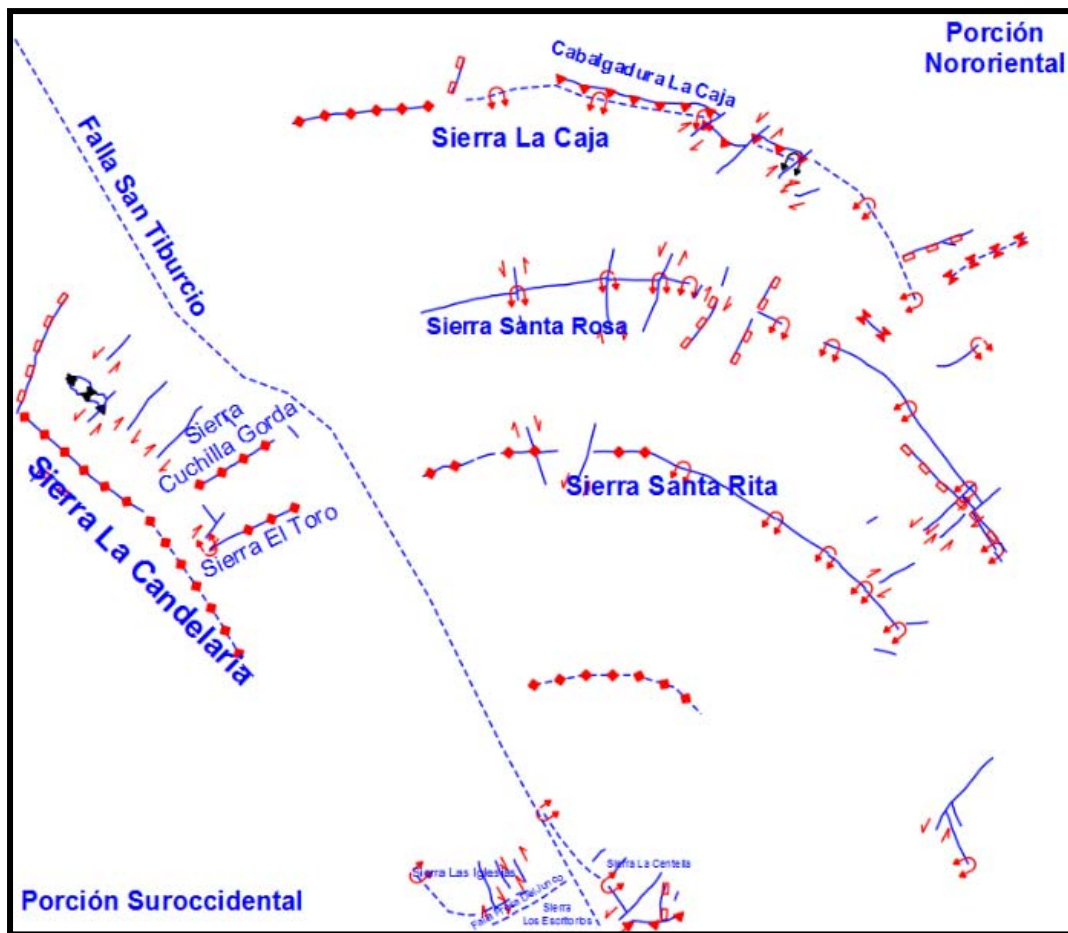 Porción
Nororiental
Cabalgadura La Caja
Sierra La Caja
Falla San Tiburcio
Sierra Santa Rosa
Sierra
Cuchilla Gorda
Sierra El Toro
Sierra La Candelaria
Sierra Santa Rita
Sierra Las Iglesias
Sierra La Centella
Sierra
Los Escritorios
Porción Suroccidental